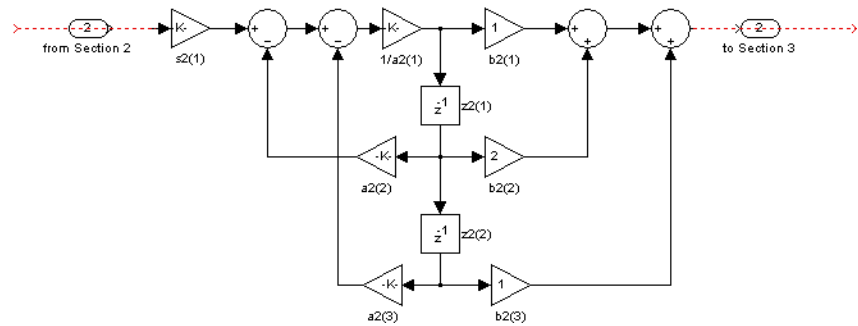 2 K- + − + − K- 1 + + + + 2
from Section 2 s2(1) 1/a2(1) b2(1) to Section 3
z-1 z2(1)
-K- 2
a2(2) b2(2)
z-1 z2(2)
-K- 1
a2(3) b2(3)